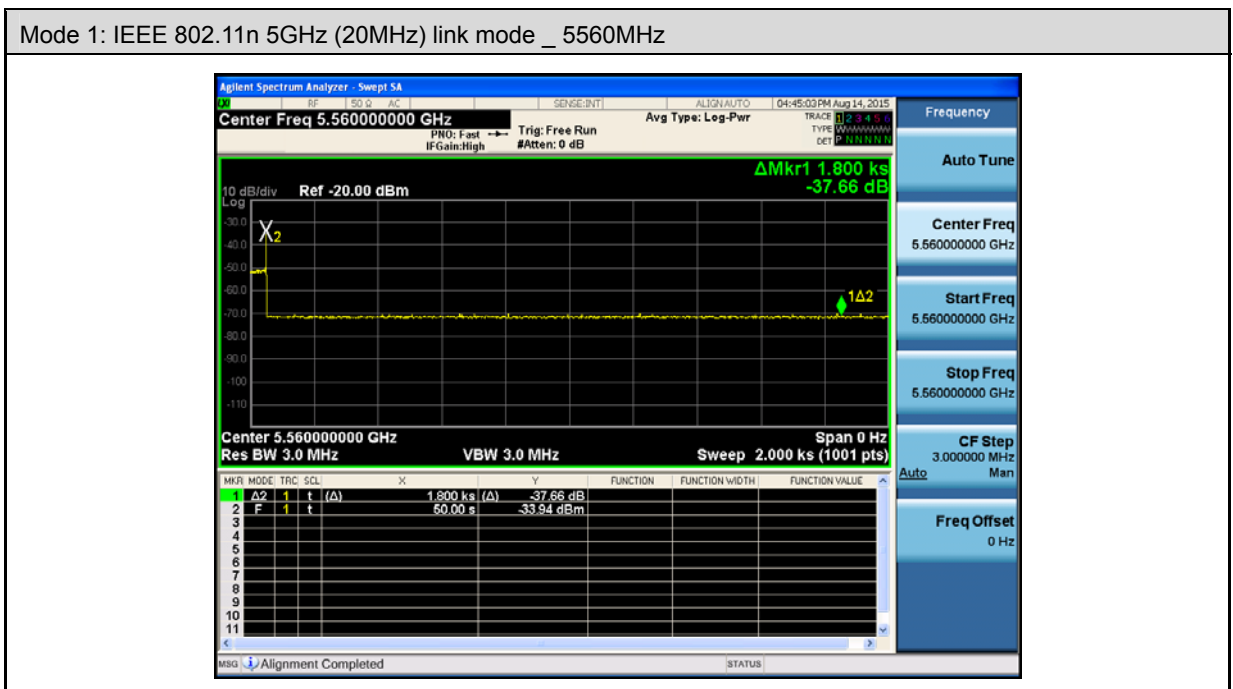 Mode 1: IEEE 802.11n 5GHz (20MHz) link mode _ 5560MHz
Agilent Spectrum Analyzer - Swept SA
LXI RF 50 Ω AC SENSE:INT ALIGN AUTO 04:45:03 PM Aug 14, 2015
Center Freq 5.560000000 GHz
PNO: Fast
IFGain:High
Trig: Free Run
#Atten: 0 dB
Avg Type: Log-Pwr
TRACE 1 2 3 4 5 6
TYPE WWWWWW
DET P N N N N N
Frequency
Auto Tune
Center Freq
5.560000000 GHz
Start Freq
5.560000000 GHz
Stop Freq
5.560000000 GHz
CF Step
3.000000 MHz
Auto Man
Freq Offset
0 Hz
ΔMkr1 1.800 ks
-37.66 dB
10 dB/div Ref -20.00 dBm
Log
-30.0
-40.0
-50.0
-60.0
-70.0
-80.0
-90.0
-100
-110
X2
1Δ2
Center 5.560000000 GHz Span 0 Hz
Res BW 3.0 MHz VBW 3.0 MHz Sweep 2.000 ks (1001 pts)
MKR MODE TRC SCL X Y FUNCTION FUNCTION WIDTH FUNCTION VALUE
1 Δ2 1 t (Δ) 1.800 ks (Δ) -37.66 dB
2 F 1 t 50.00 s -33.94 dBm
3
4
5
6
7
8
9
10
11
MSG Alignment Completed STATUS